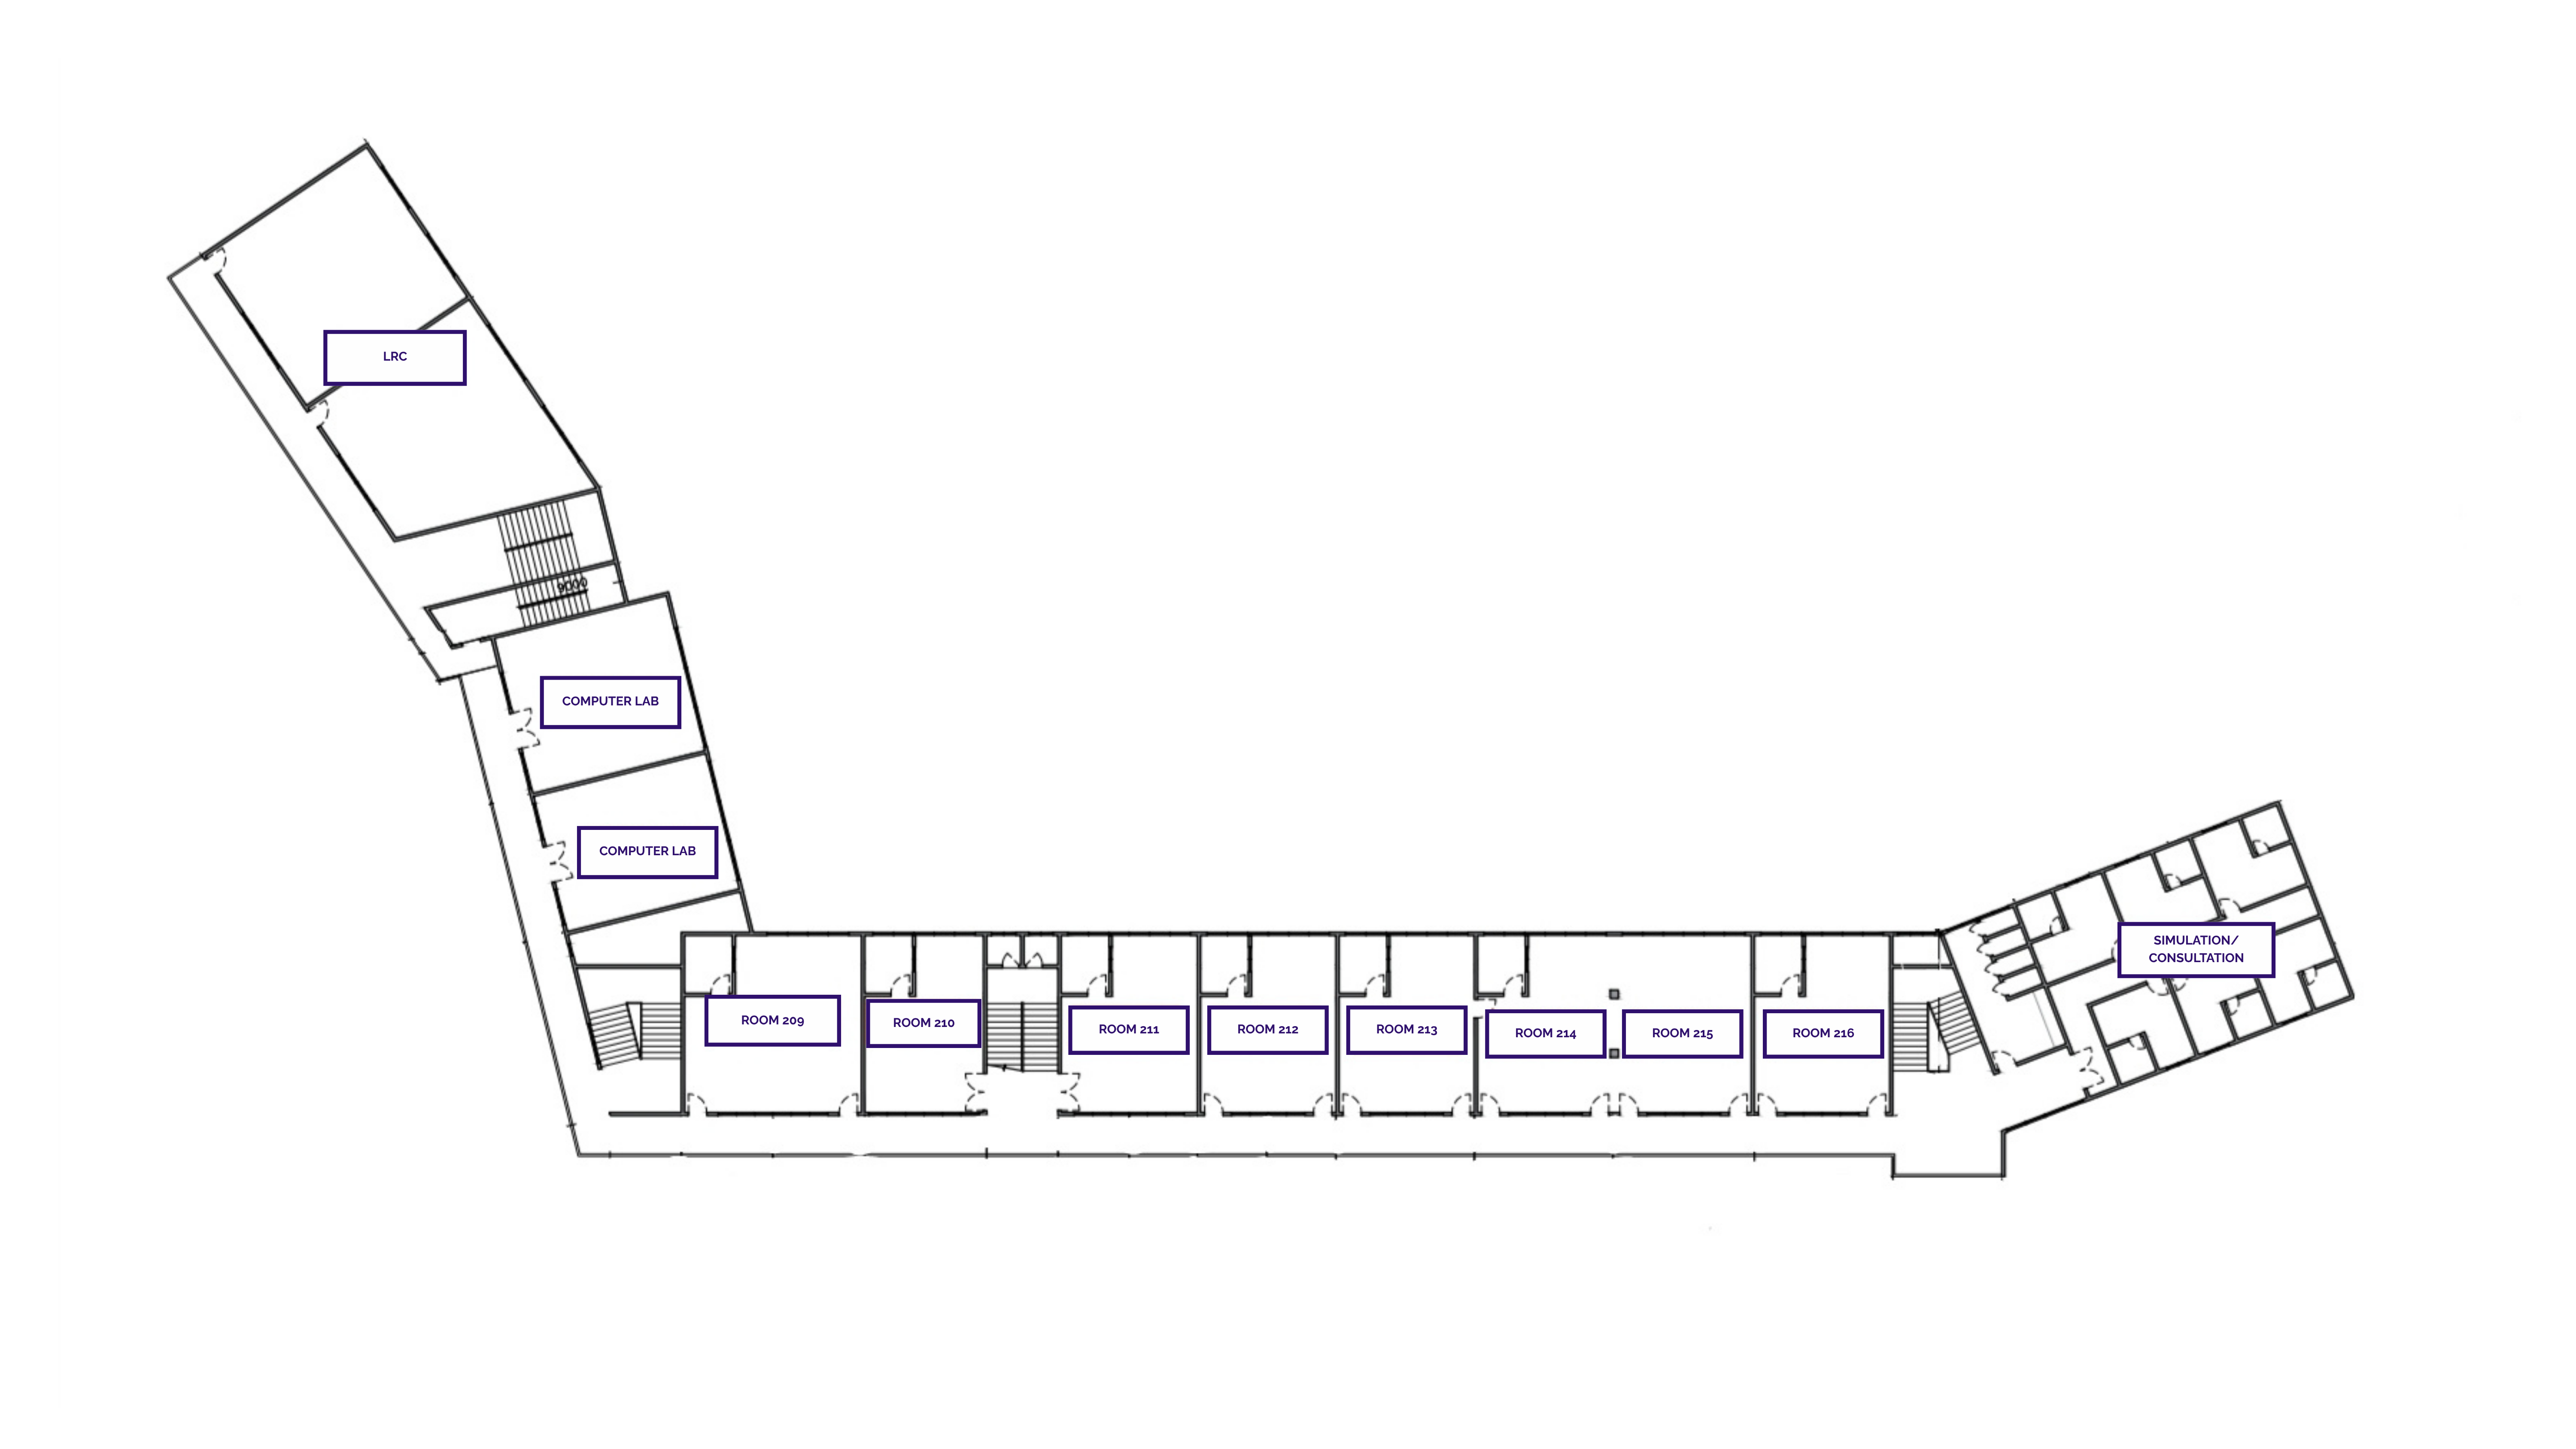 LRC
9000
COMPUTER LAB
COMPUTER LAB
SIMULATION/
CONSULTATION
ROOM 209
ROOM 210
ROOM 211
ROOM 212
ROOM 213
ROOM 214
ROOM 215
ROOM 216